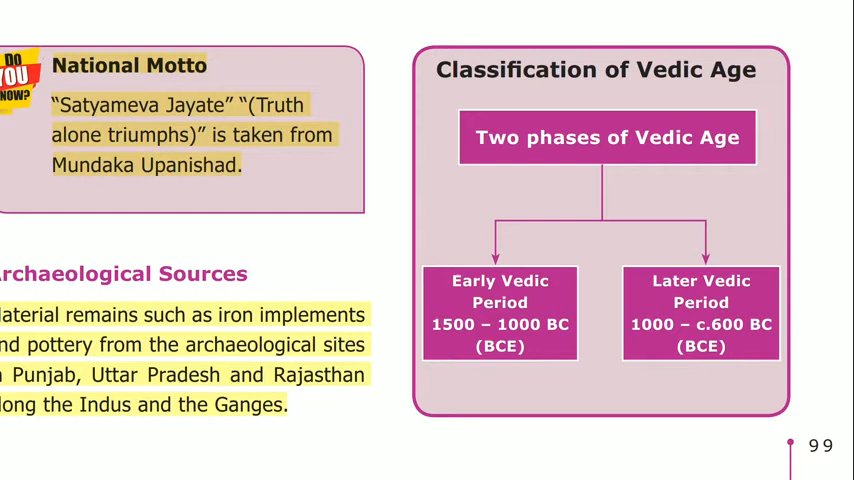 DO
YOU
NOW?
National Motto
“Satyameva Jayate” “(Truth
alone triumphs)” is taken from
Mundaka Upanishad.
rchaeological Sources
aterial remains such as iron implements
nd pottery from the archaeological sites
Punjab, Uttar Pradesh and Rajasthan
long the Indus and the Ganges.
Classification of Vedic Age
Two phases of Vedic Age
Early Vedic
Period
1500 – 1000 BC
(BCE)
Later Vedic
Period
1000 – c.600 BC
(BCE)
99